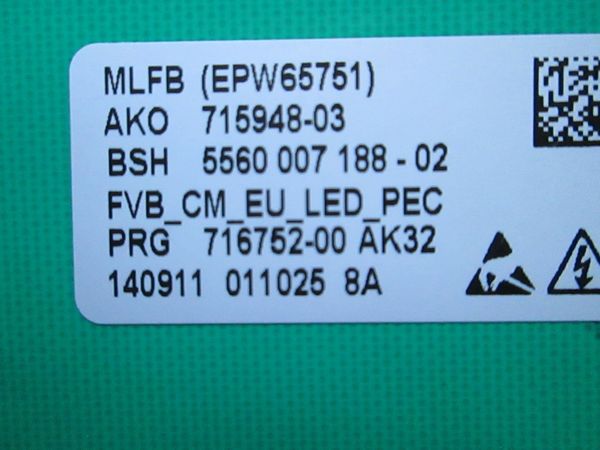 MLFB (EPW65751)
AKO 715948-03
BSH 5560 007 188 - 02
FVB_CM_EU_LED_PEC
PRG 716752-00 AK32
140911 011025 8A